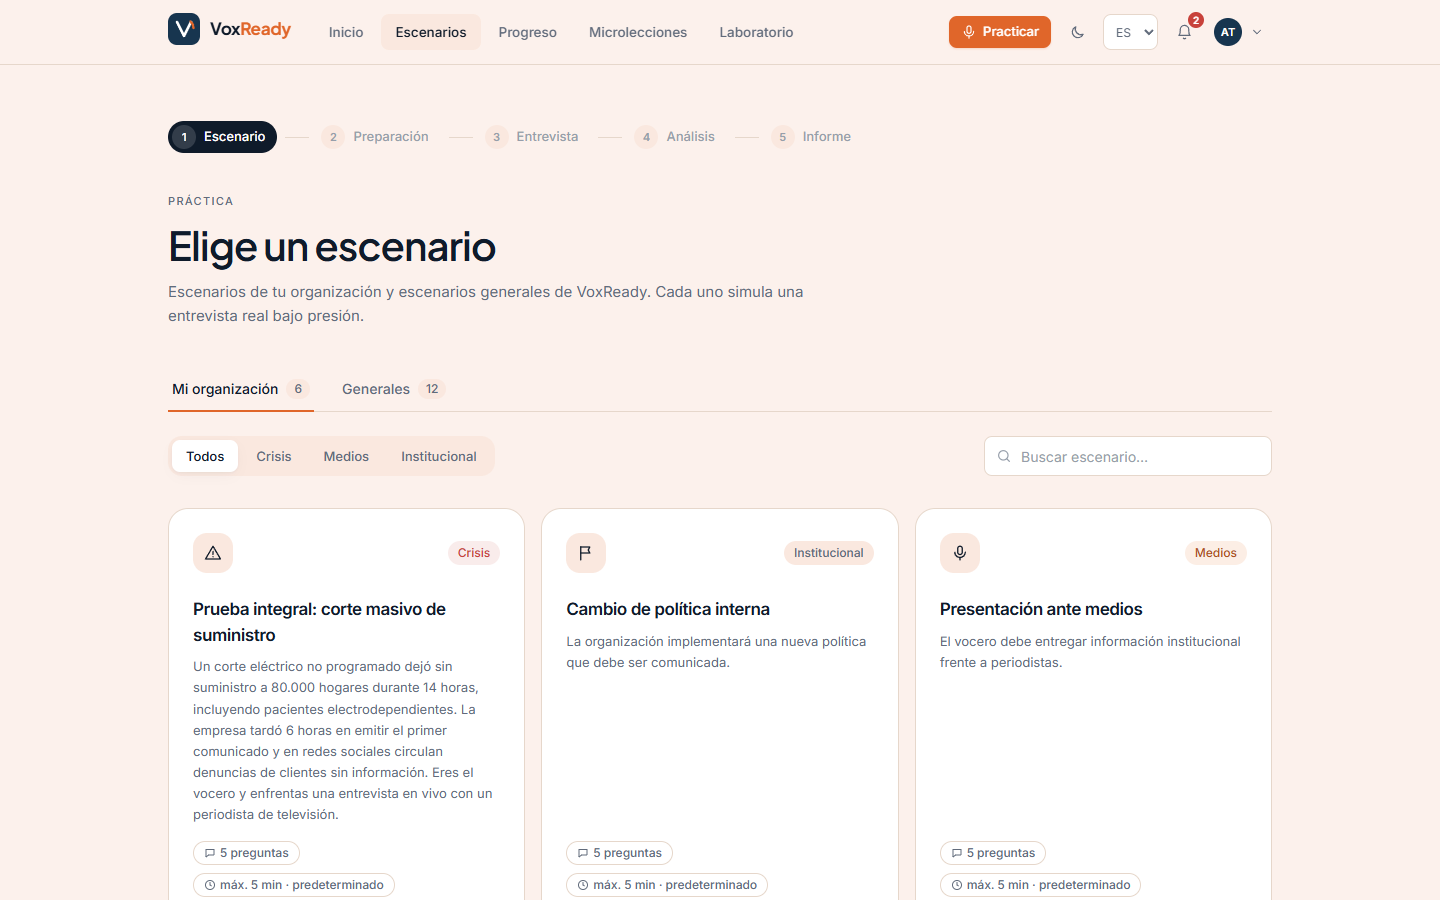 VoxReady
Inicio
Escenarios
Progreso
Microlecciones
Laboratorio
Practicar
ES
2
AT
1 Escenario
2 Preparación
3 Entrevista
4 Análisis
5 Informe
PRÁCTICA
Elige un escenario
Escenarios de tu organización y escenarios generales de VoxReady. Cada uno simula una
entrevista real bajo presión.
Mi organización 6
Generales 12
Todos
Crisis
Medios
Institucional
Buscar escenario...
Crisis
Prueba integral: corte masivo de
suministro
Un corte eléctrico no programado dejó sin
suministro a 80.000 hogares durante 14 horas,
incluyendo pacientes electrodependientes. La
empresa tardó 6 horas en emitir el primer
comunicado y en redes sociales circulan
denuncias de clientes sin información. Eres el
vocero y enfrentas una entrevista en vivo con un
periodista de televisión.
5 preguntas
máx. 5 min · predeterminado
Institucional
Cambio de política interna
La organización implementará una nueva política
que debe ser comunicada.
5 preguntas
máx. 5 min · predeterminado
Medios
Presentación ante medios
El vocero debe entregar información institucional
frente a periodistas.
5 preguntas
máx. 5 min · predeterminado